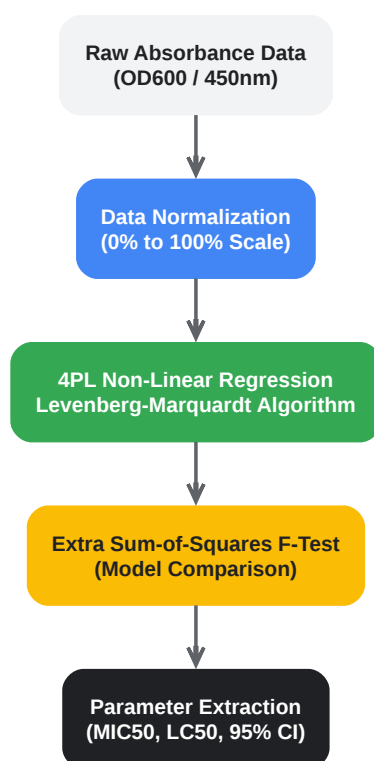 Raw Absorbance Data
(OD600 / 450nm)
Data Normalization
(0% to 100% Scale)
4PL Non-Linear Regression
Levenberg-Marquardt Algorithm
Extra Sum-of-Squares F-Test
(Model Comparison)
Parameter Extraction
(MIC50, LC50, 95% CI)